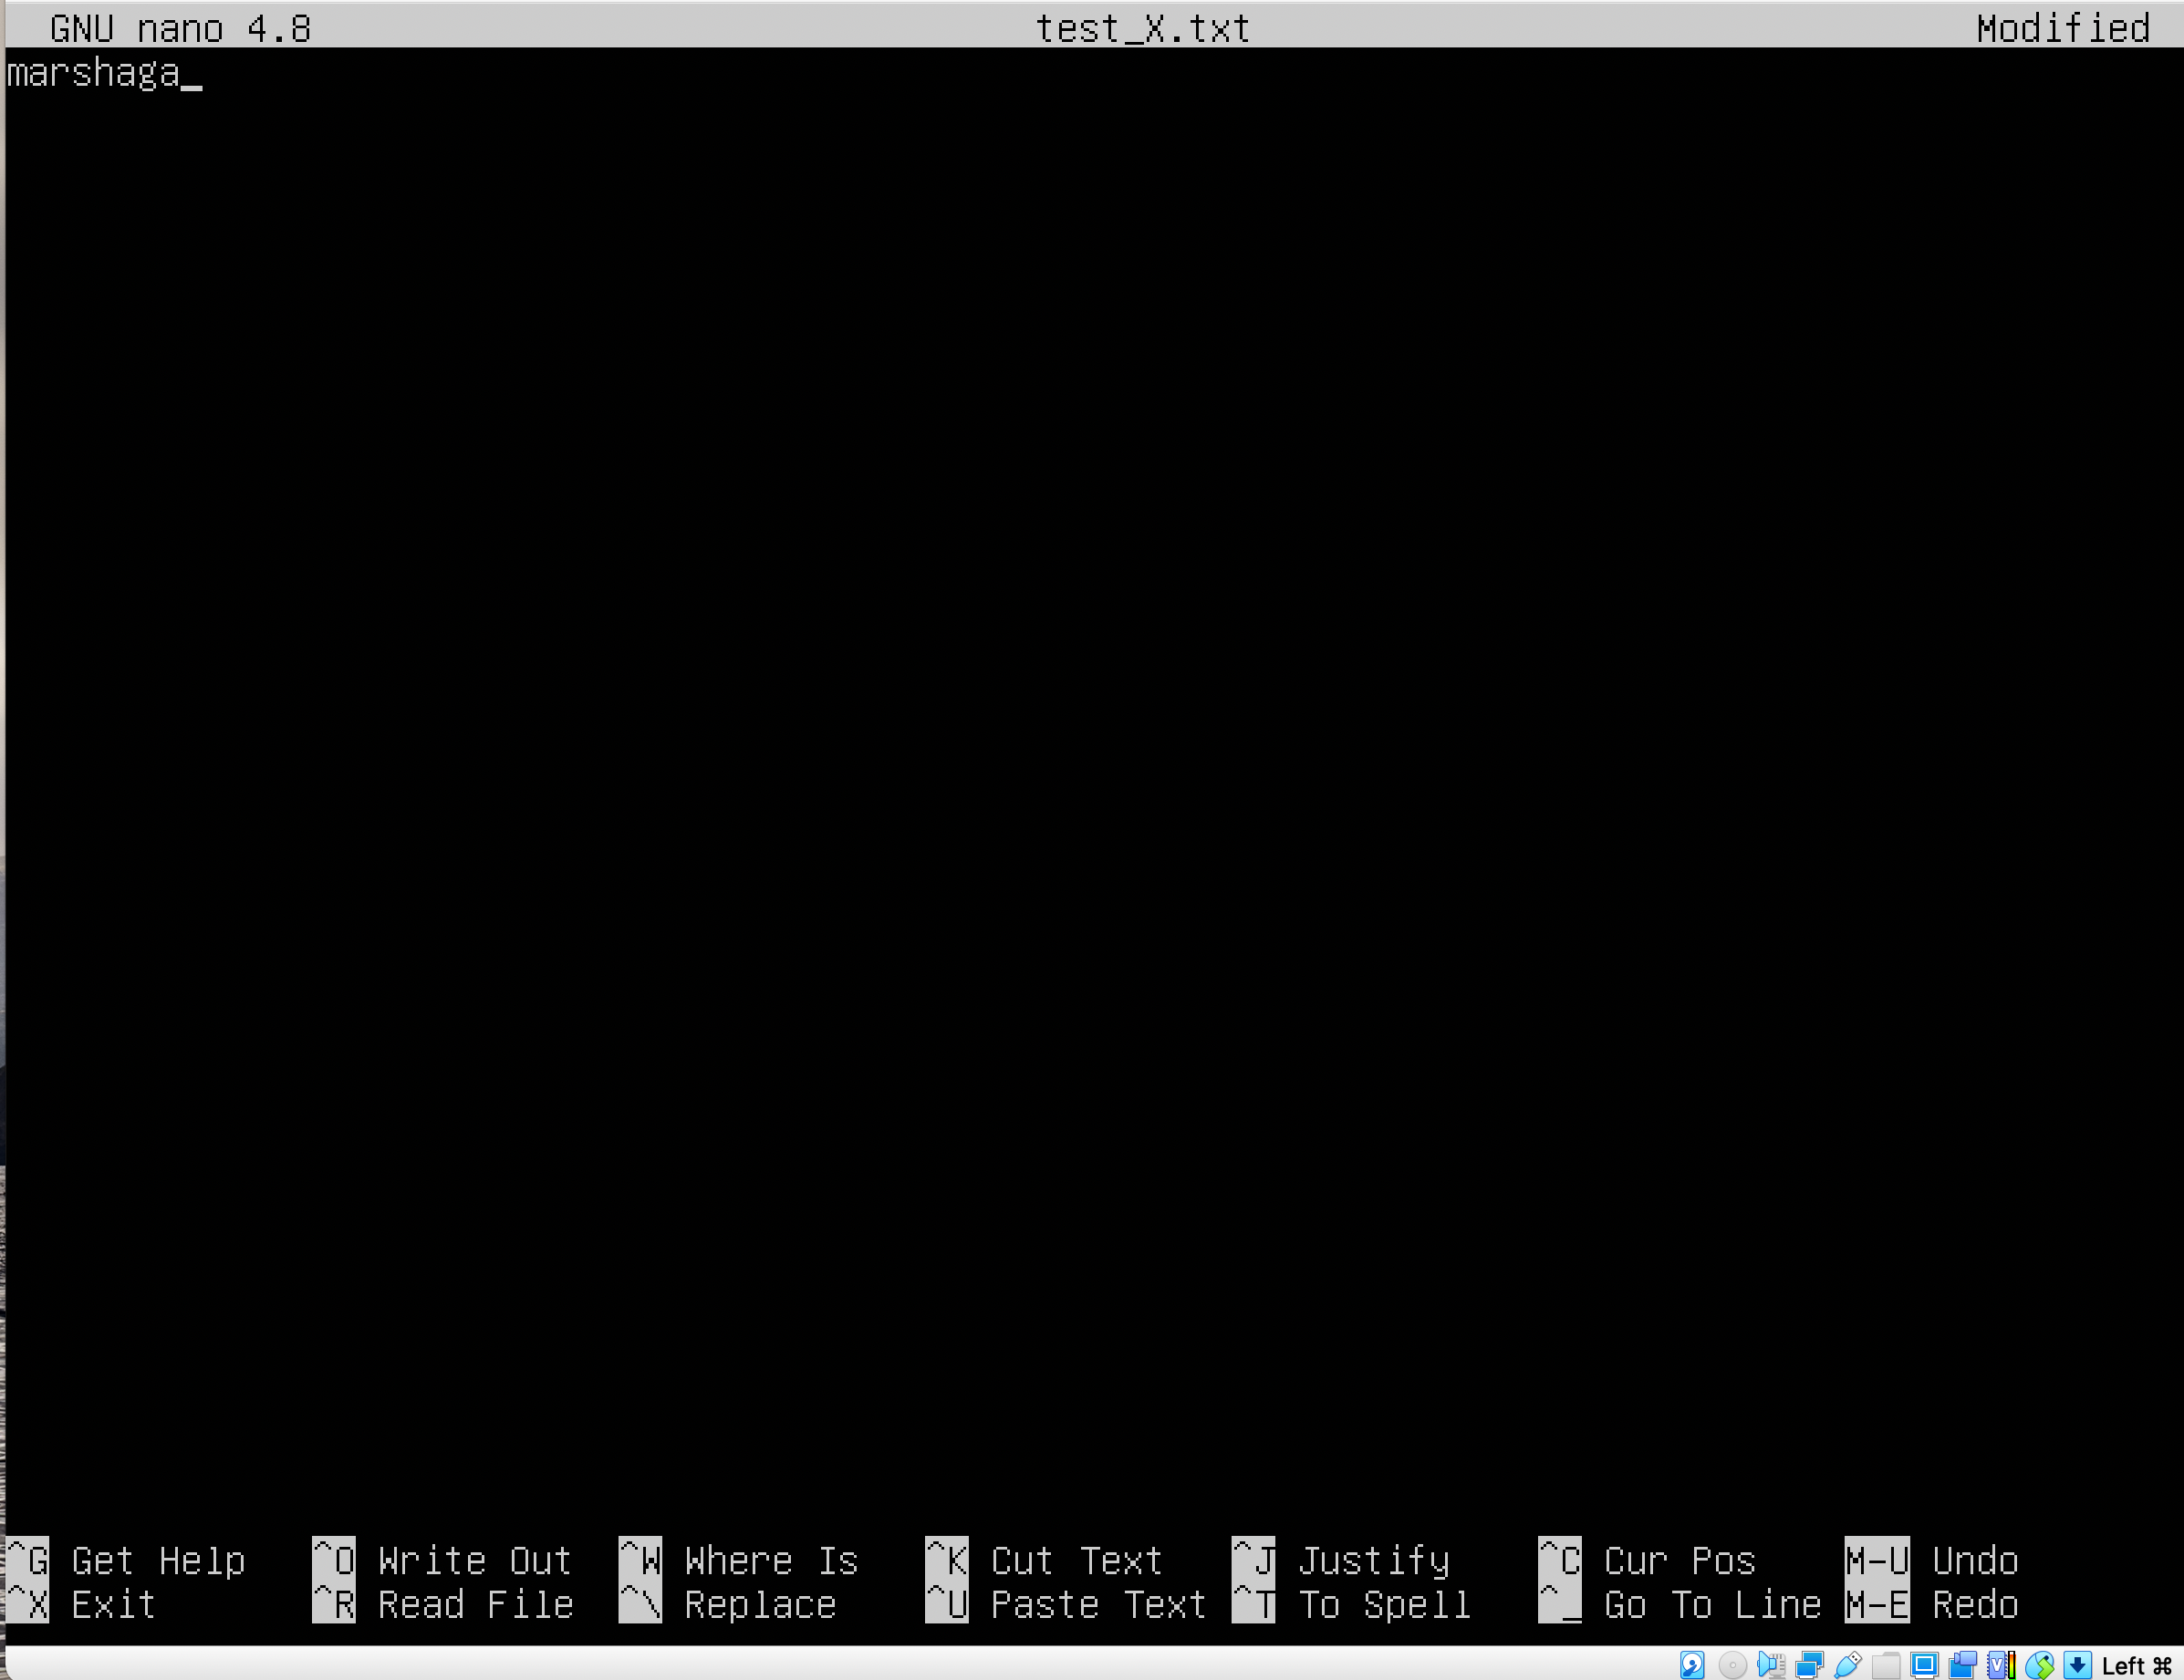 GNU nano 4.8 test_X.txt Modified
marshaga_
^G Get Help ^O Write Out ^W Where Is ^K Cut Text ^J Justify ^C Cur Pos M-U Undo
^X Exit ^R Read File ^\ Replace ^U Paste Text ^T To Spell ^_ Go To Line M-E Redo
Left ⌘